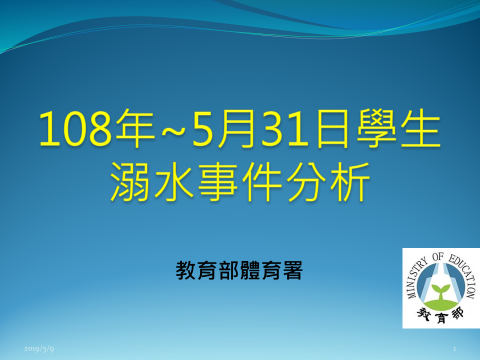 108年~5月31日學生
溺水事件分析
教育部體育署
MINISTRY OF EDUCATION
教育部
2019/5/9
1